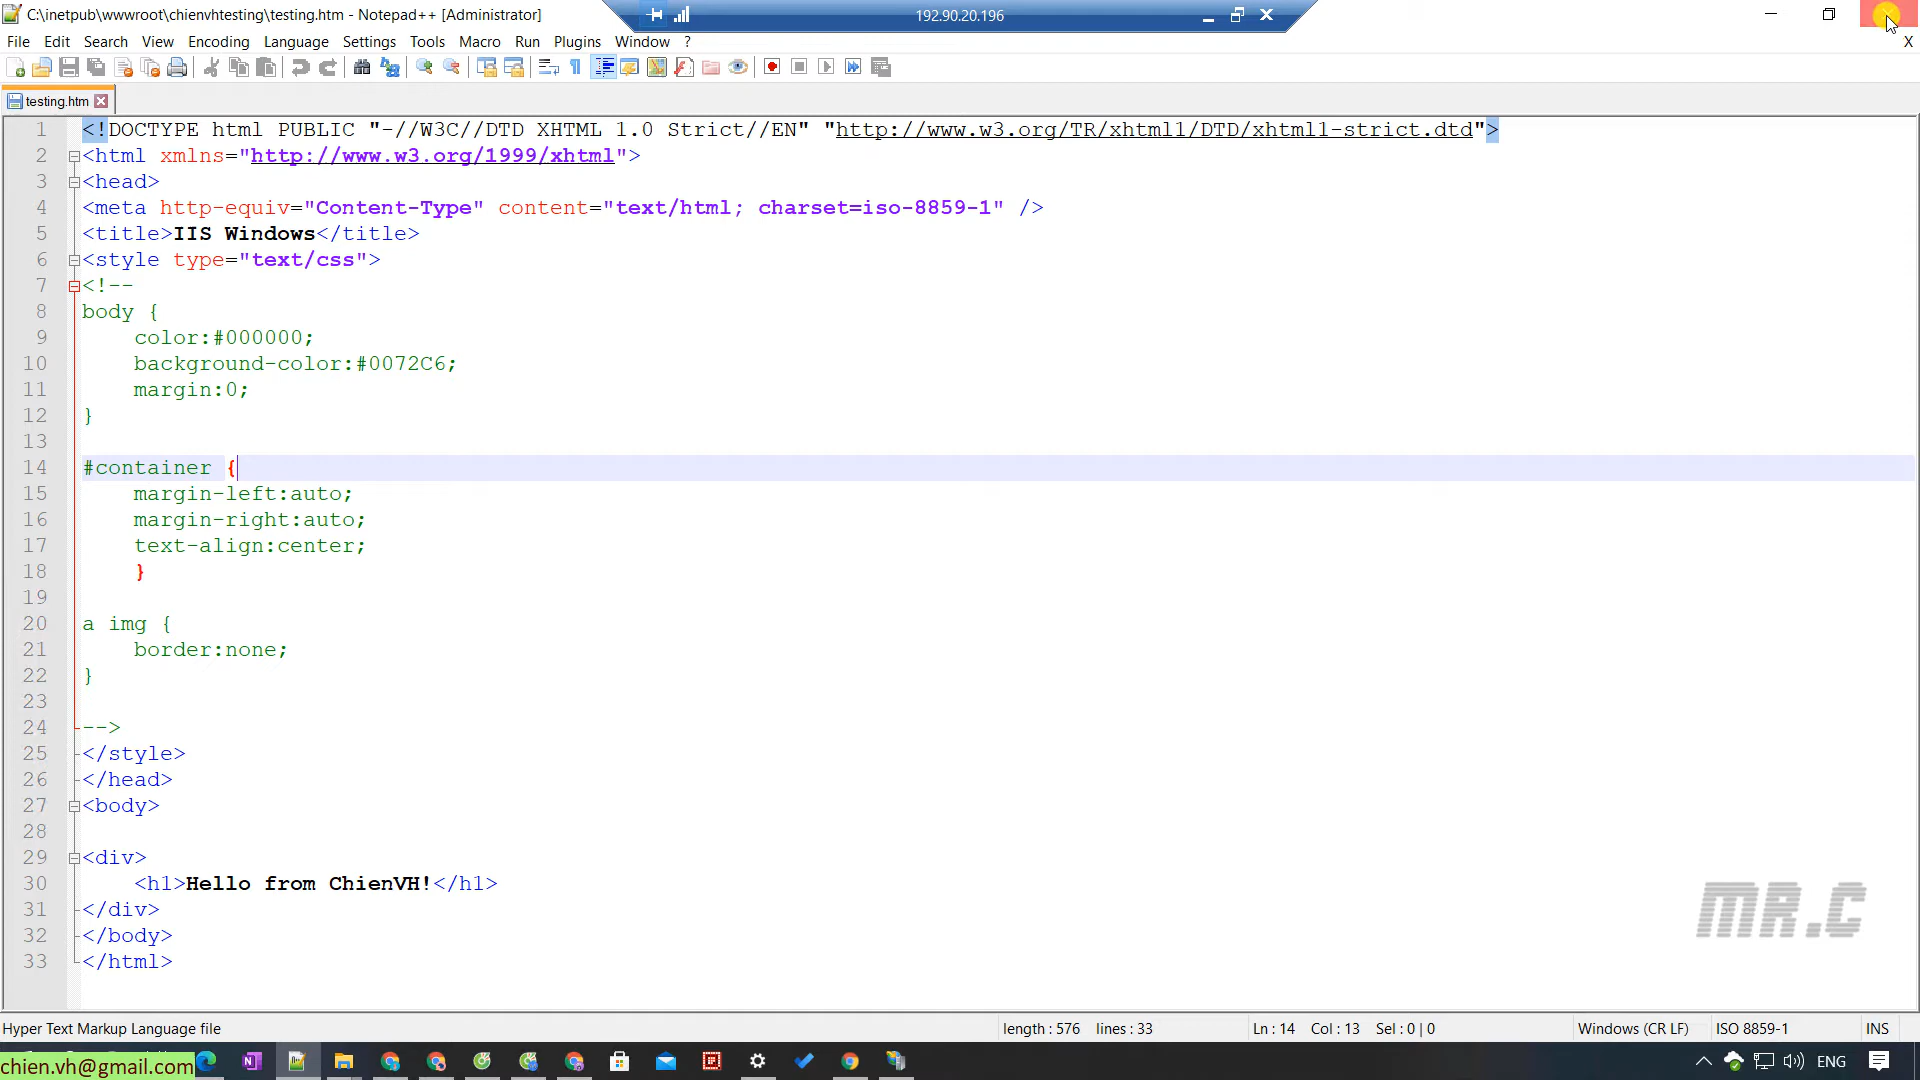 C:\inetpub\wwwroot\chienvhtesting\testing.htm - Notepad++ [Administrator]
192.90.20.196
File Edit Search View Encoding Language Settings Tools Macro Run Plugins Window ? X
testing.htm
1 <!DOCTYPE html PUBLIC "-//W3C//DTD XHTML 1.0 Strict//EN" "http://www.w3.org/TR/xhtml1/DTD/xhtml1-strict.dtd">
2 <html xmlns="http://www.w3.org/1999/xhtml">
3 <head>
4 <meta http-equiv="Content-Type" content="text/html; charset=iso-8859-1" />
5 <title>IIS Windows</title>
6 <style type="text/css">
7 <!--
8 body {
9     color:#000000;
10     background-color:#0072C6;
11     margin:0;
12 }
13
14 #container {
15     margin-left:auto;
16     margin-right:auto;
17     text-align:center;
18     }
19
20 a img {
21     border:none;
22 }
23
24 -->
25 </style>
26 </head>
27 <body>
28
29 <div>
30     <h1>Hello from ChienVH!</h1>
31 </div>
32 </body>
33 </html>
MR.C
Hyper Text Markup Language file length : 576 lines : 33 Ln : 14 Col : 13 Sel : 0 | 0 Windows (CR LF) ISO 8859-1 INS
chien.vh@gmail.com ENG